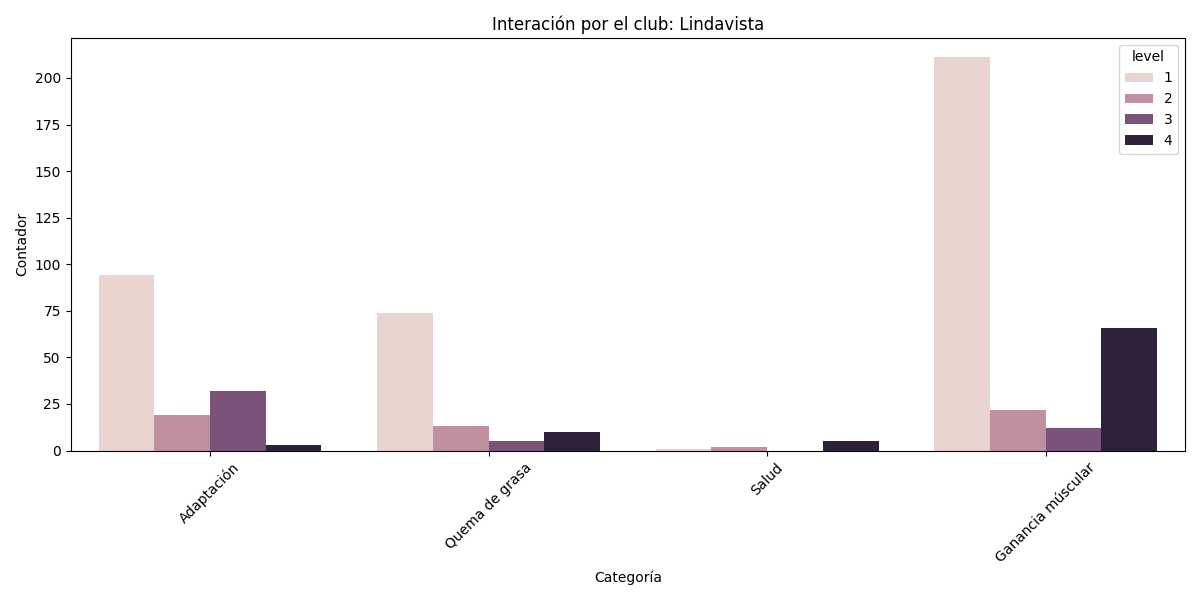 Interación por el club: Lindavista
level
1
2
3
4
Contador
200
175
150
125
100
75
50
25
0
Adaptación
Quema de grasa
Salud
Ganancia múscular
Categoría